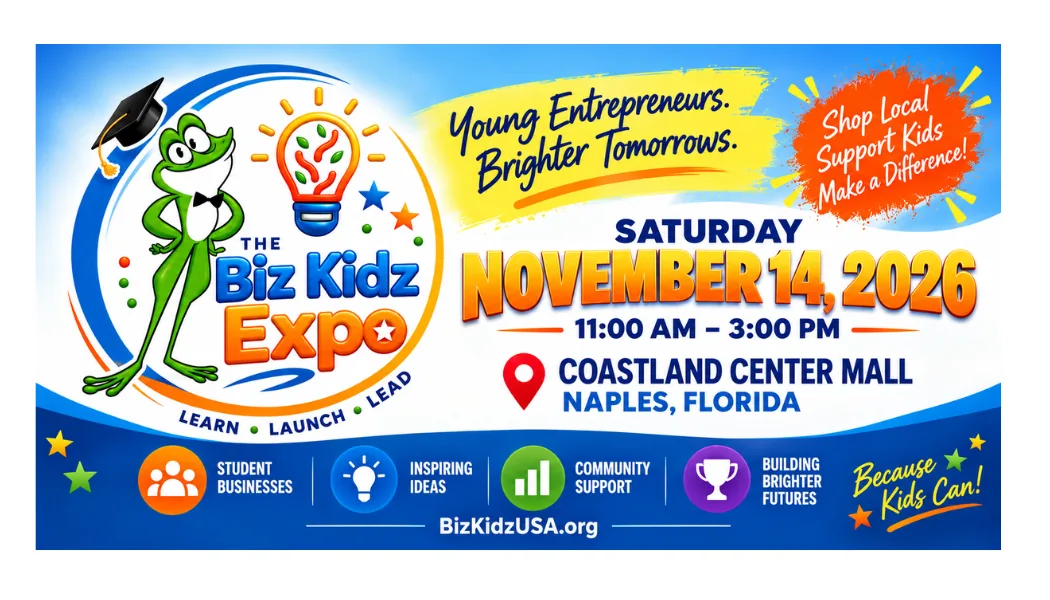 THE
Biz Kidz
Expo
LEARN • LAUNCH • LEAD
Young Entrepreneurs.
Brighter Tomorrows.
Shop Local
Support Kids
Make a Difference!
SATURDAY
NOVEMBER 14, 2026
11:00 AM – 3:00 PM
COASTLAND CENTER MALL
NAPLES, FLORIDA
STUDENT
BUSINESSES
INSPIRING
IDEAS
COMMUNITY
SUPPORT
BUILDING
BRIGHTER
FUTURES
Because
Kids Can!
BizKidzUSA.org